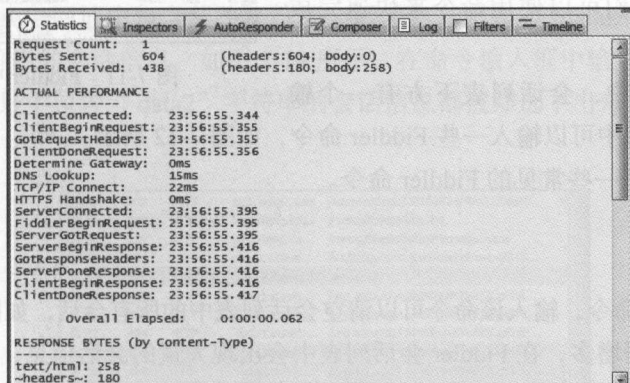 Statistics Inspectors AutoResponder Composer Log Filters Timeline
Request Count: 1
Bytes Sent: 604 (headers:604; body:0)
Bytes Received: 438 (headers:180; body:258)
ACTUAL PERFORMANCE
--------------
ClientConnected: 23:56:55.344
ClientBeginRequest: 23:56:55.355
GotRequestHeaders: 23:56:55.355
ClientDoneRequest: 23:56:55.356
Determine Gateway: 0ms
DNS Lookup: 15ms
TCP/IP Connect: 22ms
HTTPS Handshake: 0ms
ServerConnected: 23:56:55.395
FiddlerBeginRequest: 23:56:55.395
ServerGotRequest: 23:56:55.395
ServerBeginResponse: 23:56:55.416
GotResponseHeaders: 23:56:55.416
ServerDoneResponse: 23:56:55.416
ClientBeginResponse: 23:56:55.416
ClientDoneResponse: 23:56:55.417
Overall Elapsed: 00:00:00.062
RESPONSE BYTES (by Content-Type)
--------------
text/html: 258
~headers~: 180